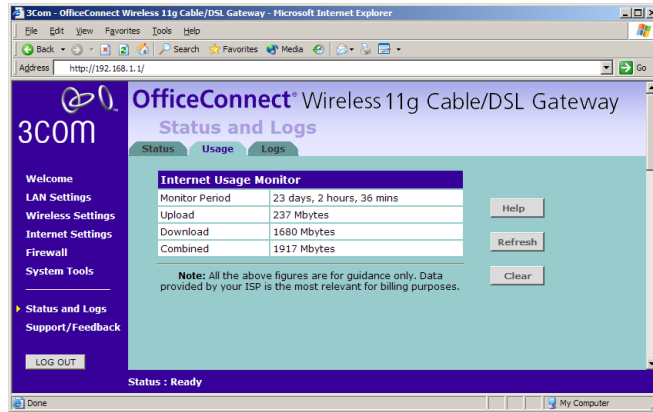 3Com - OfficeConnect Wireless 11g Cable/DSL Gateway - Microsoft Internet Explorer
File Edit View Favorites Tools Help
Back Search Favorites Media
Address http://192.168.1.1/ Go
3COM
OfficeConnect® Wireless 11g Cable/DSL Gateway
Status and Logs
Status Usage Logs
Welcome
LAN Settings
Wireless Settings
Internet Settings
Firewall
System Tools
Status and Logs
Support/Feedback
LOG OUT
Internet Usage Monitor
Monitor Period 23 days, 2 hours, 36 mins
Upload 237 Mbytes
Download 1680 Mbytes
Combined 1917 Mbytes
Note: All the above figures are for guidance only. Data
provided by your ISP is the most relevant for billing purposes.
Help
Refresh
Clear
Status : Ready
Done My Computer